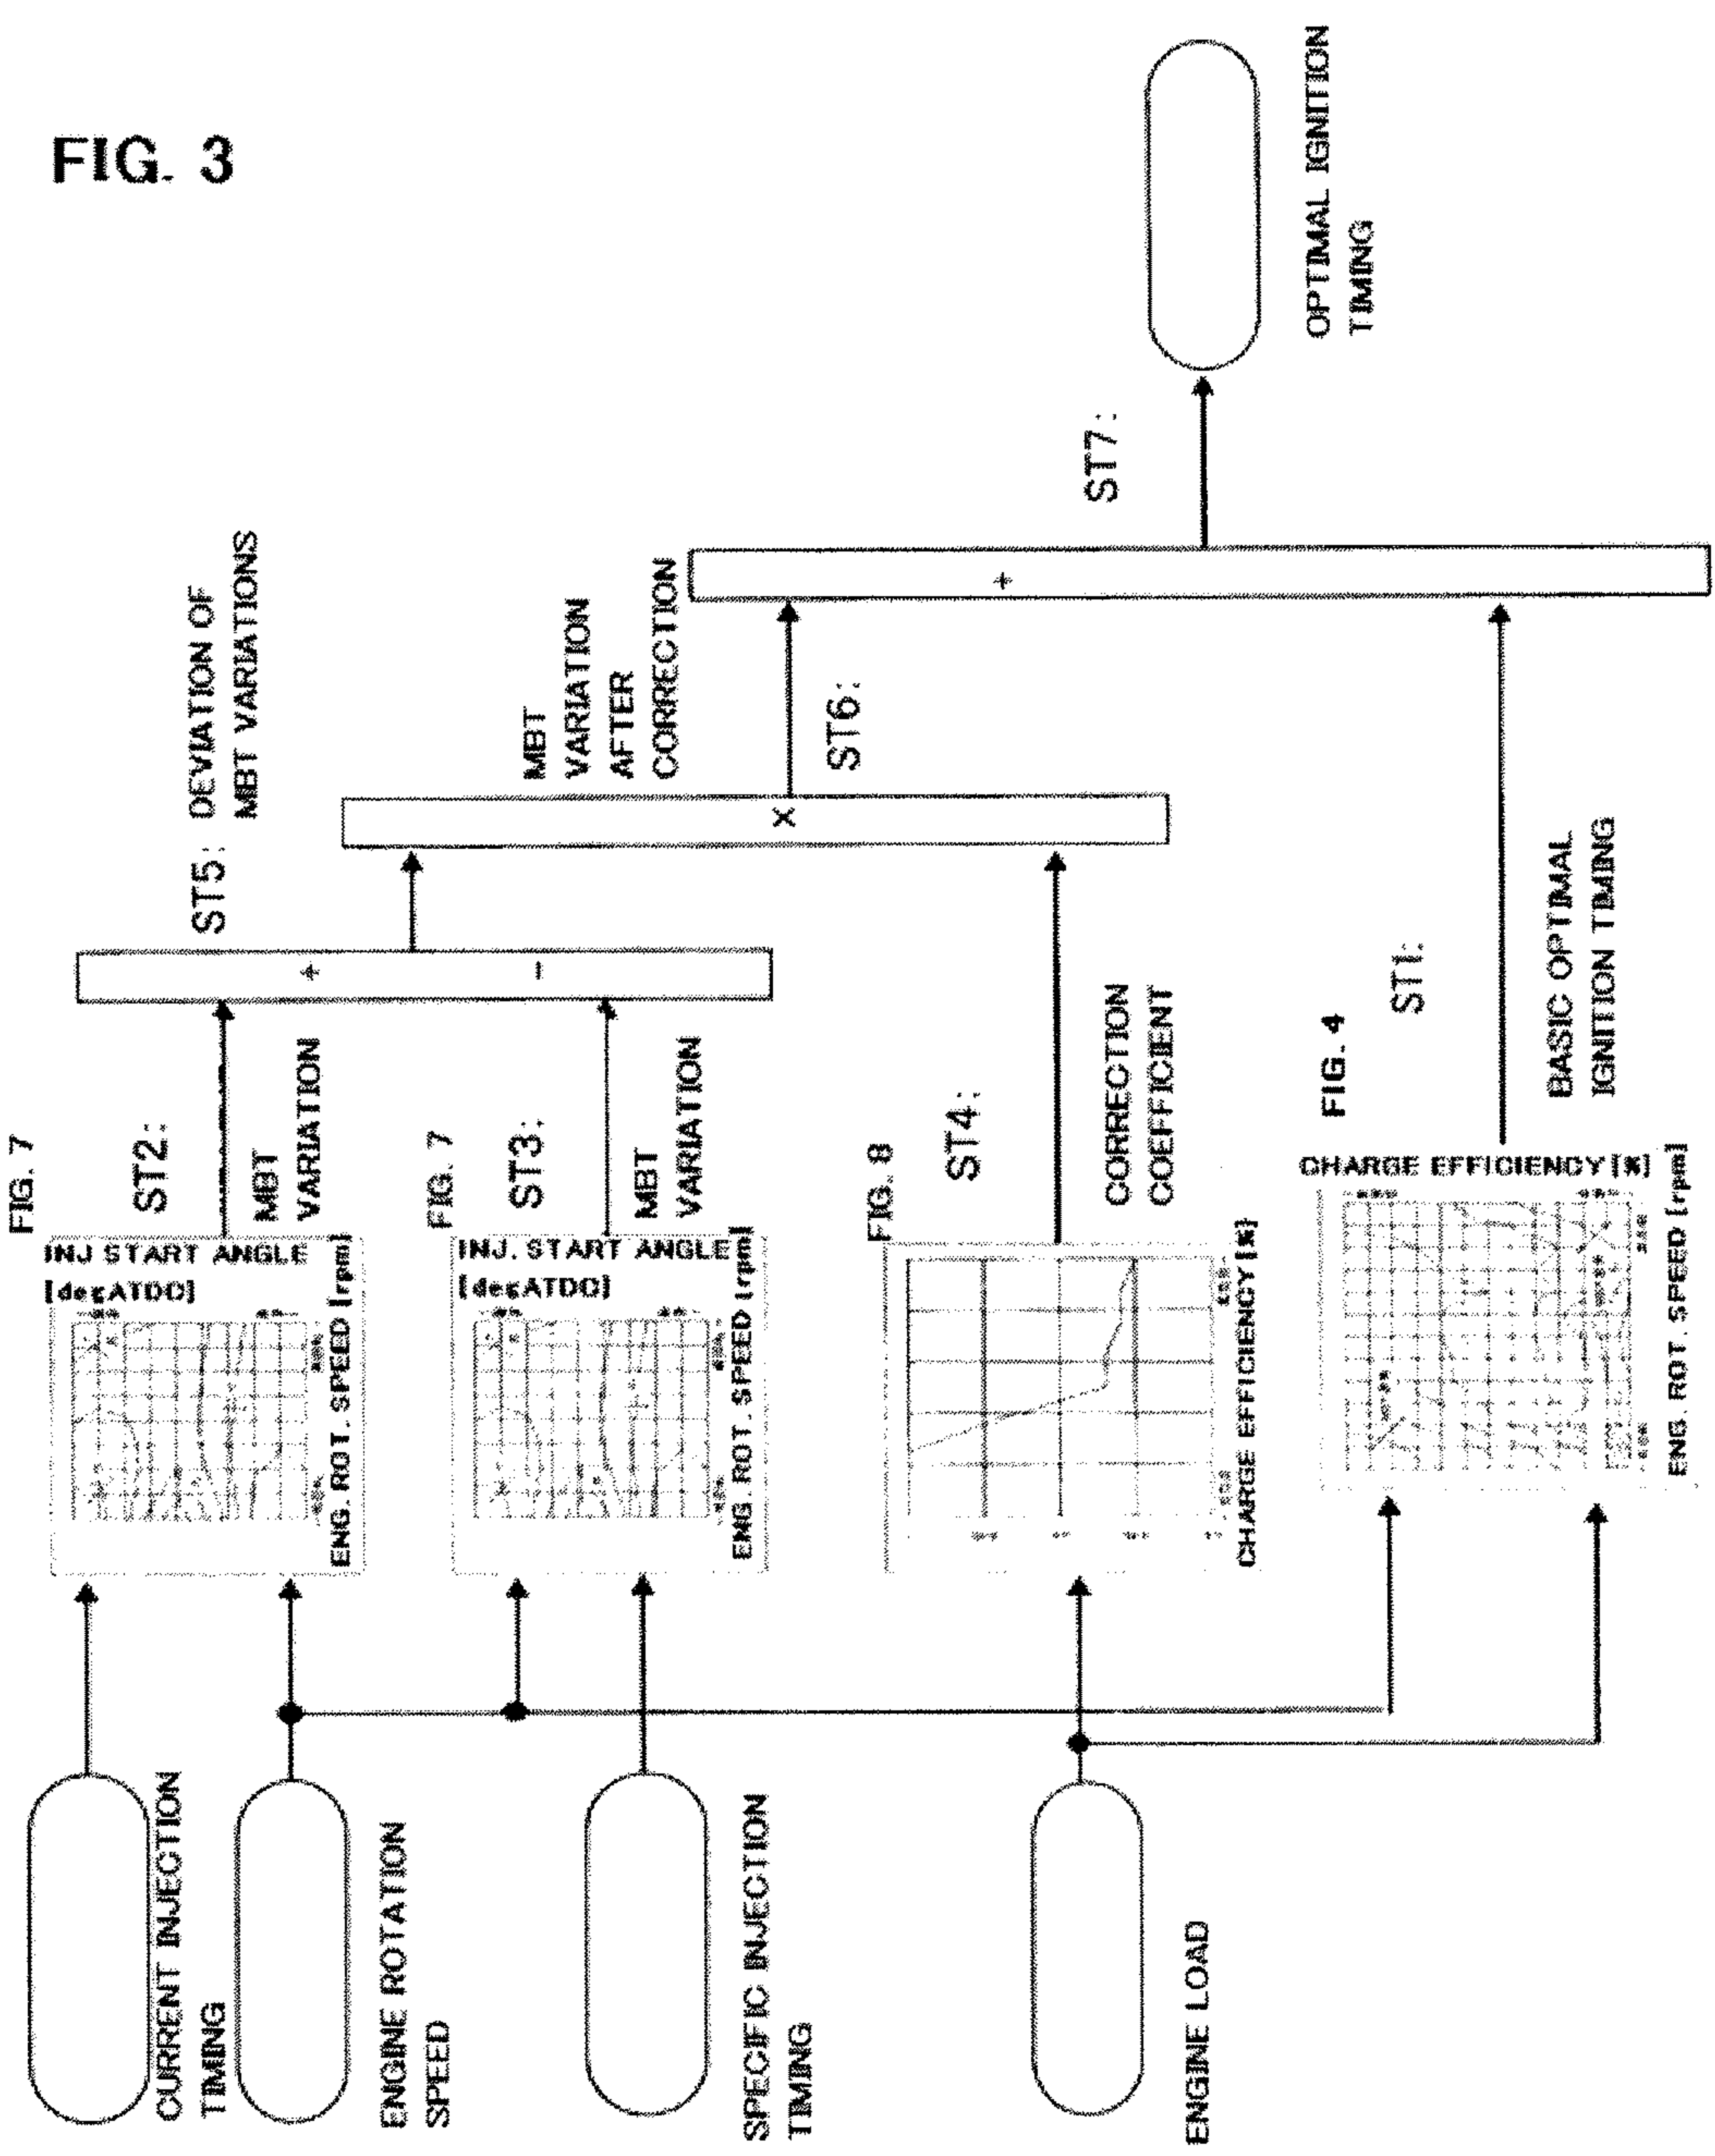 FIG. 3
FIG. 7
INJ START ANGLE
[degATDC]
ENG. ROT. SPEED [rpm]
ST2:
MBT
VARIATION
FIG. 7
INJ. START ANGLE
[degATDC]
ENG. ROT. SPEED [rpm]
ST3:
MBT
VARIATION
FIG. 8
CHARGE EFFICIENCY [%]
ST4:
CORRECTION
COEFFICIENT
FIG. 4
CHARGE EFFICIENCY [%]
ENG. ROT. SPEED [rpm]
ST1:
BASIC OPTIMAL
IGNITION TIMING
CURRENT INJECTION
TIMING
ENGINE ROTATION
SPEED
SPECIFIC INJECTION
TIMING
ENGINE LOAD
+
-
ST5: DEVIATION OF
MBT VARIATIONS
X
MBT
VARIATION
AFTER
CORRECTION
ST6:
+
ST7:
OPTIMAL IGNITION
TIMING